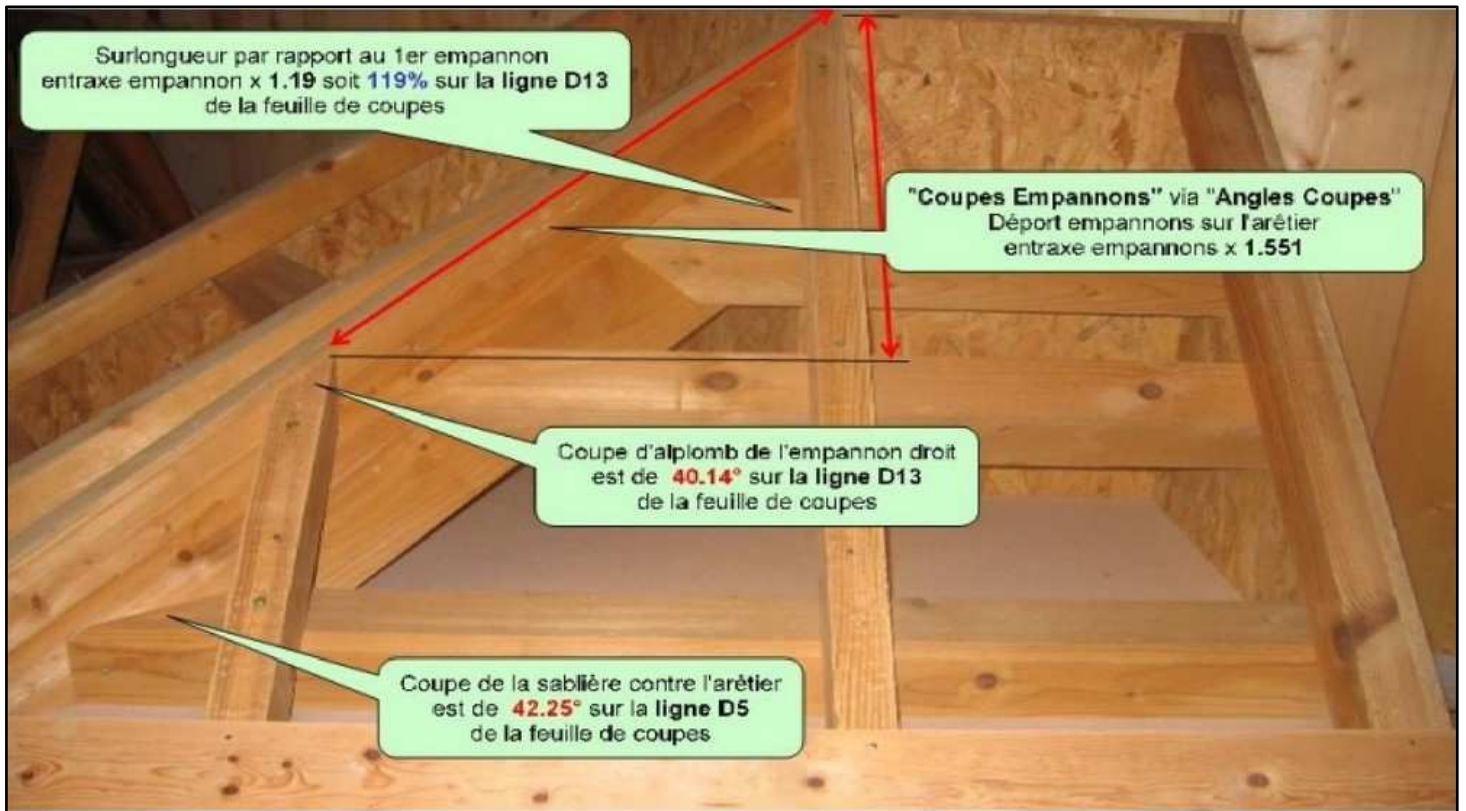 Surlongueur par rapport au 1er empannon
entraxe empannon x 1.19 soit 119% sur la ligne D13
de la feuille de coupes
"Coupes Empannons" via "Angles Coupes"
Déport empannons sur l'arêtier
entraxe empannons x 1.551
Coupe d'alplomb de l'empannon droit
est de 40.14° sur la ligne D13
de la feuille de coupes
Coupe de la sablière contre l'arêtier
est de 42.25° sur la ligne D5
de la feuille de coupes